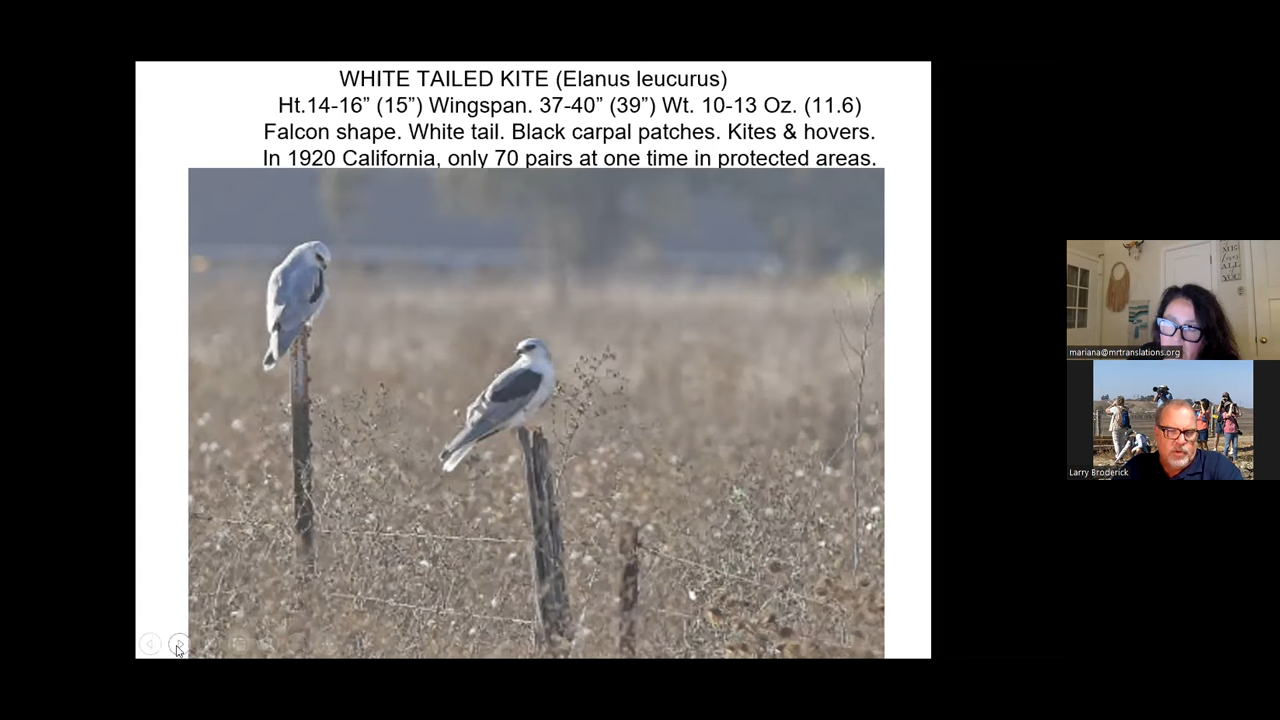 WHITE TAILED KITE (Elanus leucurus)
Ht.14-16” (15”) Wingspan. 37-40” (39”) Wt. 10-13 Oz. (11.6)
Falcon shape. White tail. Black carpal patches. Kites & hovers.
In 1920 California, only 70 pairs at one time in protected areas.
mariana@mrtranslations.org
Larry Broderick